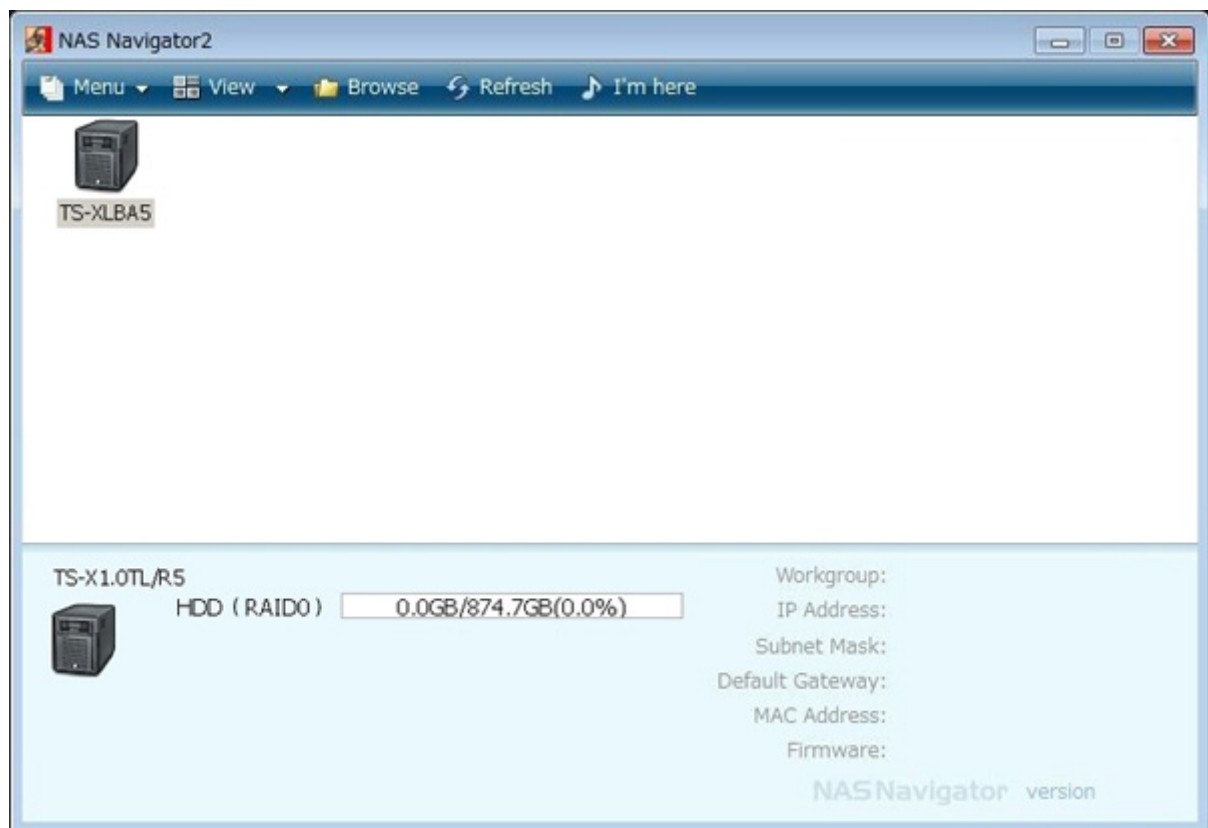 NAS Navigator2
Menu View Browse Refresh I'm here
TS-XLBA5
TS-X1.0TL/R5
HDD (RAID0) 0.0GB/874.7GB(0.0%)
Workgroup:
IP Address:
Subnet Mask:
Default Gateway:
MAC Address:
Firmware:
NASNavigator version